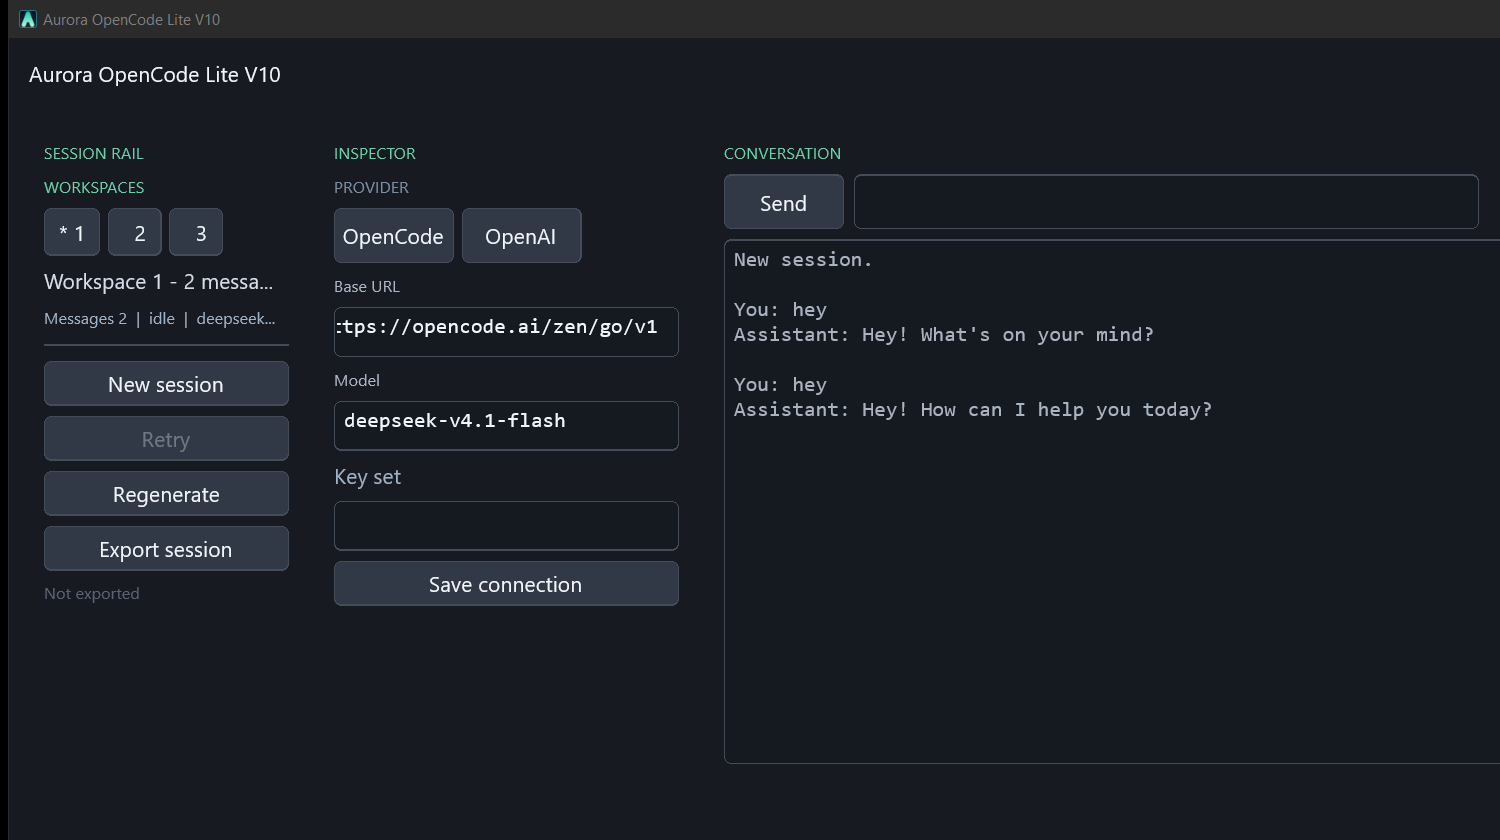 Aurora OpenCode Lite V10
Aurora OpenCode Lite V10
SESSION RAIL
WORKSPACES
* 1
2
3
Workspace 1 - 2 messa...
Messages 2 | idle | deepseek...
New session
Retry
Regenerate
Export session
Not exported
INSPECTOR
PROVIDER
OpenCode
OpenAI
Base URL
ttps://opencode.ai/zen/go/v1
Model
deepseek-v4.1-flash
Key set
Save connection
CONVERSATION
Send
New session.
You: hey
Assistant: Hey! What's on your mind?
You: hey
Assistant: Hey! How can I help you today?